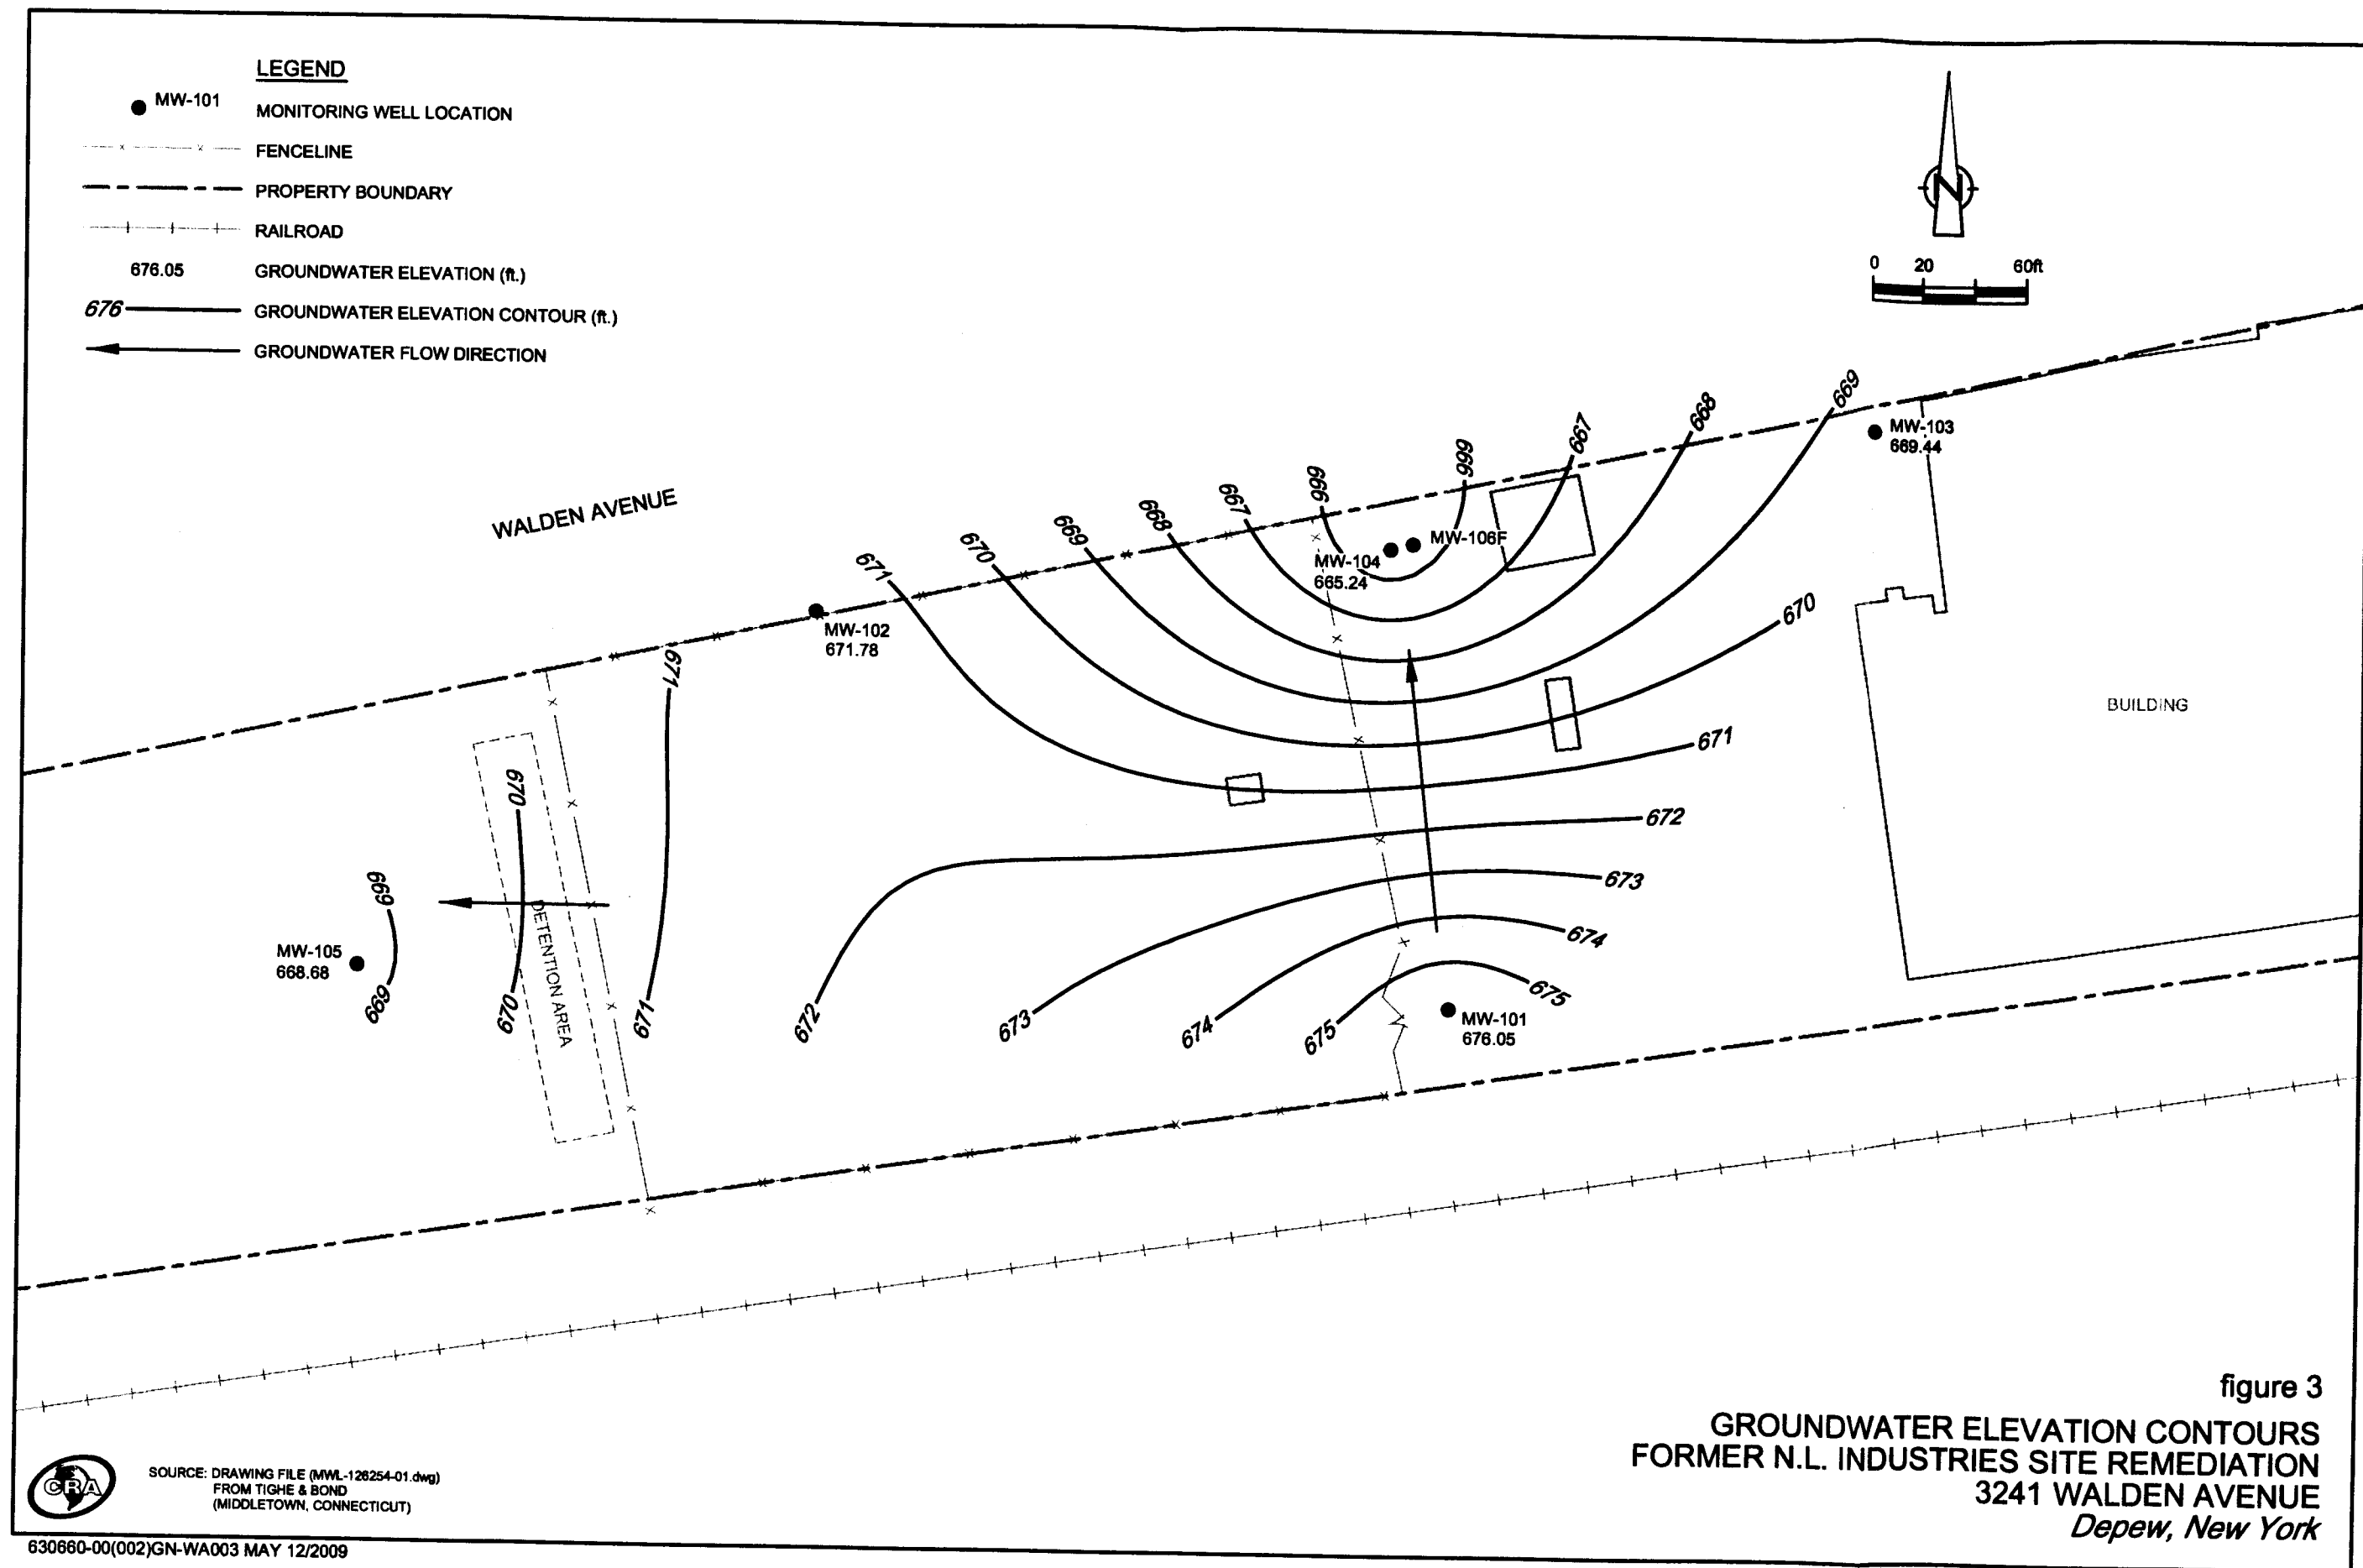 LEGEND
MW-101
MONITORING WELL LOCATION
FENCELINE
PROPERTY BOUNDARY
RAILROAD
676.05 GROUNDWATER ELEVATION (ft.)
676 GROUNDWATER ELEVATION CONTOUR (ft.)
GROUNDWATER FLOW DIRECTION
N
0 20 60ft
WALDEN AVENUE
671
670
669
668
667
666
666
667
668
669
MW-103
669.44
MW-104
665.24
MW-106F
MW-102
671.78
671
670
670
671
672
673
674
675
BUILDING
669
MW-105
668.68
669
670
DETENTION AREA
671
672
673
674
675
MW-101
676.05
figure 3
GROUNDWATER ELEVATION CONTOURS
FORMER N.L. INDUSTRIES SITE REMEDIATION
3241 WALDEN AVENUE
Depew, New York
CRA
SOURCE: DRAWING FILE (MWL-126254-01.dwg)
FROM TIGHE & BOND
(MIDDLETOWN, CONNECTICUT)
630660-00(002)GN-WA003 MAY 12/2009